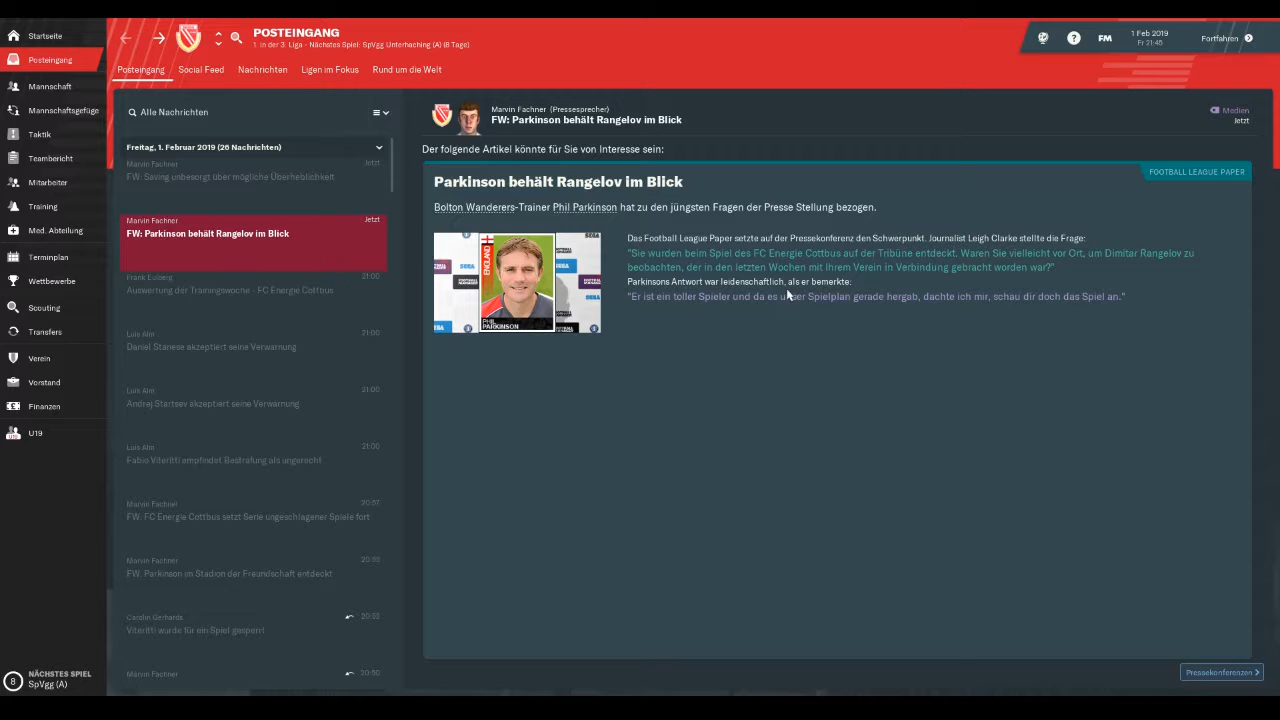 Startseite
Posteingang
Mannschaft
Mannschaftsgefüge
Taktik
Teambericht
Mitarbeiter
Training
Med. Abteilung
Terminplan
Wettbewerbe
Scouting
Transfers
Verein
Vorstand
Finanzen
U19
U19
8
NÄCHSTES SPIEL
SpVgg (A)
POSTEINGANG
1. in der 3. Liga - Nächstes Spiel: SpVgg Unterhaching (A) (8 Tage)
Posteingang
Social Feed
Nachrichten
Ligen im Fokus
Rund um die Welt
?
FM
1 Feb 2019
Fr 21:45
Fortfahren
Alle Nachrichten
Freitag, 1. Februar 2019 (26 Nachrichten)
Marvin Fachner
Jetzt
FW: Saving unbesorgt über mögliche Überheblichkeit
Marvin Fachner
Jetzt
FW: Parkinson behält Rangelov im Blick
Frank Eulberg
21:00
Auswertung der Trainingswoche - FC Energie Cottbus
Luis Alm
21:00
Daniel Stanese akzeptiert seine Verwarnung
Luis Alm
21:00
Andrej Startsev akzeptiert seine Verwarnung
Luis Alm
21:00
Fabio Viteritti empfindet Bestrafung als ungerecht
Marvin Fachner
20:57
FW: FC Energie Cottbus setzt Serie ungeschlagener Spiele fort
Marvin Fachner
FW: Parkinson im Stadion der Freundschaft entdeckt
Carolin Gerhards
Viteritti wurde für ein Spiel gesperrt
Marvin Fachner
20:50
Marvin Fachner (Pressesprecher)
FW: Parkinson behält Rangelov im Blick
Medien
Jetzt
Der folgende Artikel könnte für Sie von Interesse sein:
FOOTBALL LEAGUE PAPER
Parkinson behält Rangelov im Blick
Bolton Wanderers-Trainer Phil Parkinson hat zu den jüngsten Fragen der Presse Stellung bezogen.
SEGA
ENGLAND
PHIL
PARKINSON
Das Football League Paper setzte auf der Pressekonferenz den Schwerpunkt. Journalist Leigh Clarke stellte die Frage:
"Sie wurden beim Spiel des FC Energie Cottbus auf der Tribüne entdeckt. Waren Sie vielleicht vor Ort, um Dimitar Rangelov zu
beobachten, der in den letzten Wochen mit Ihrem Verein in Verbindung gebracht worden war?"
Parkinsons Antwort war leidenschaftlich, als er bemerkte:
"Er ist ein toller Spieler und da es unser Spielplan gerade hergab, dachte ich mir, schau dir doch das Spiel an."
Pressekonferenzen